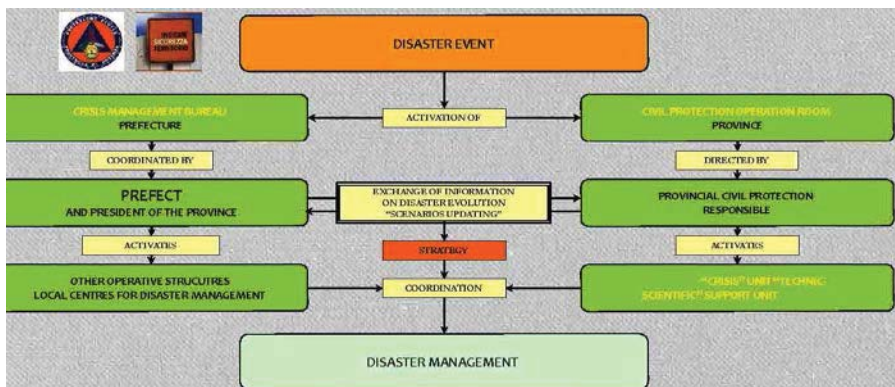 DISASTER EVENT
CRISIS MANAGEMENT BUREAU
PREFECTURE
ACTIVATION OF
CIVIL PROTECTION OPERATION ROOM
PROVINCE
COORDINATED BY
DIRECTED BY
PREFECT
AND PRESIDENT OF THE PROVINCE
EXCHANGE OF INFORMATION
ON DISASTER EVOLUTION
"SCENARIOS UPDATING"
PROVINCIAL CIVIL PROTECTION
RESPONSIBLE
ACTIVATES
STRATEGY
ACTIVATES
OTHER OPERATIVE STRUCUTRES
LOCAL CENTRES FOR DISASTER MANAGEMENT
COORDINATION
"CRISIS" UNIT "TECHNIC-
SCIENTIFIC" SUPPORT UNIT
DISASTER MANAGEMENT